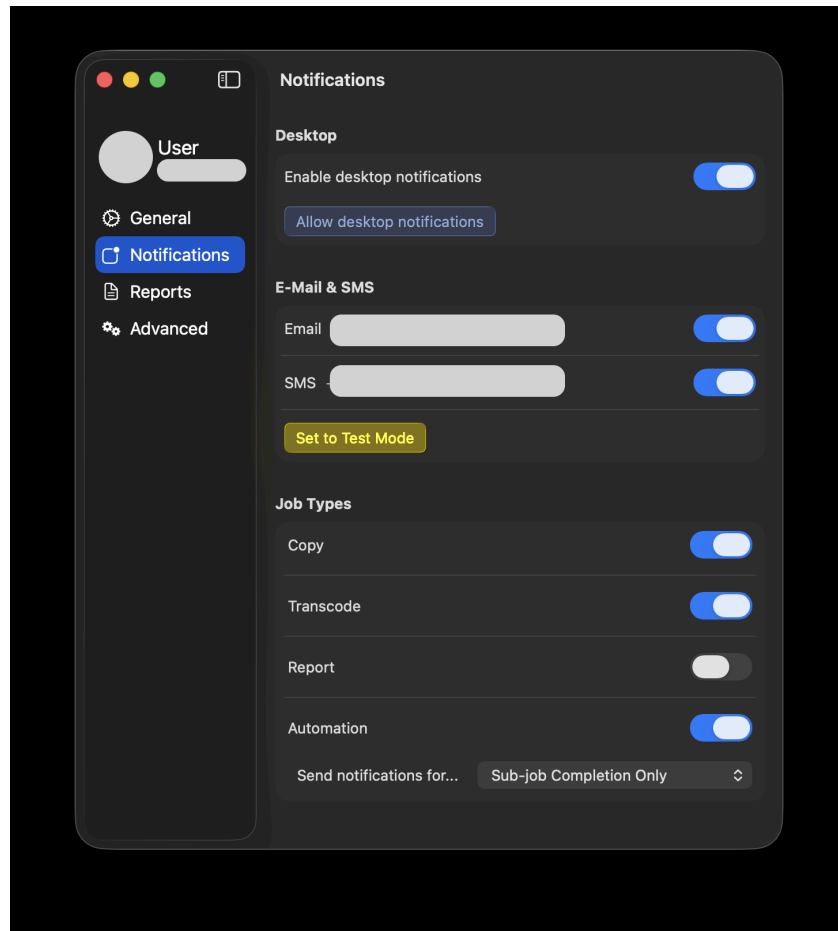 Notifications
User
General
Notifications
Reports
Advanced
Desktop
Enable desktop notifications
Allow desktop notifications
E-Mail & SMS
Email
SMS
Set to Test Mode
Job Types
Copy
Transcode
Report
Automation
Send notifications for... Sub-job Completion Only